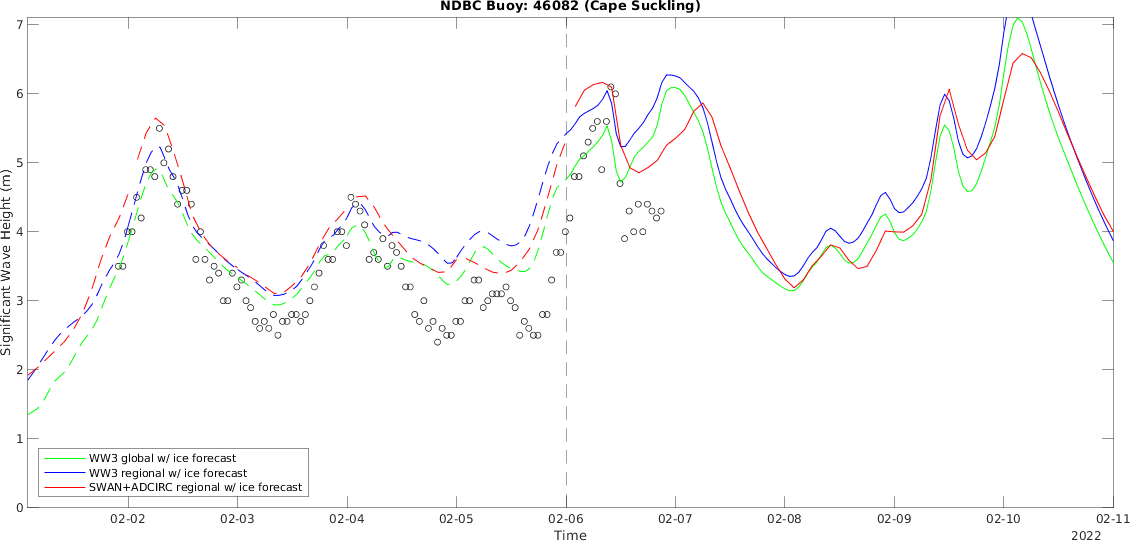 NDBC Buoy: 46082 (Cape Suckling)
7
6
5
4
3
2
1
0
Significant Wave Height (m)
WW3 global w/ ice forecast
WW3 regional w/ ice forecast
SWAN+ADCIRC regional w/ ice forecast
02-02 02-03 02-04 02-05 02-06 02-07 02-08 02-09 02-10 02-11
Time
2022